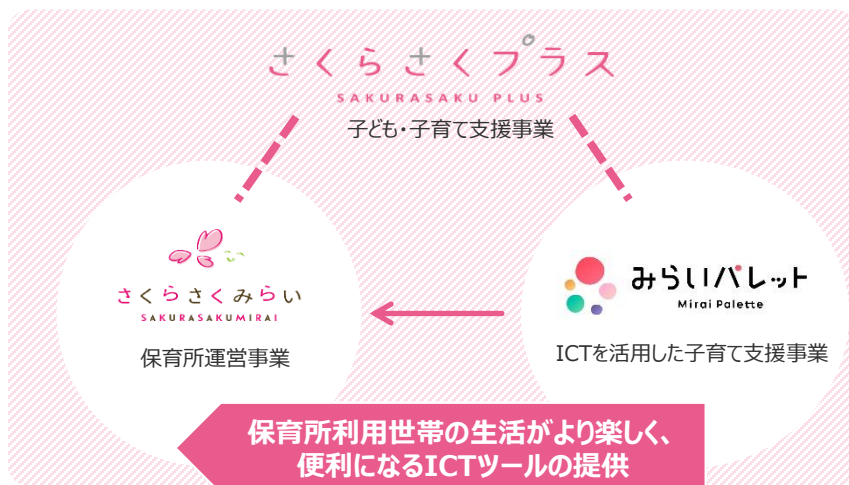 さくらさくプラス
SAKURASAKU PLUS
子ども・子育て支援事業
さくらさくみらい
SAKURASAKUMIRAI
保育所運営事業
みらいパレット
Mirai Palette
ICTを活用した子育て支援事業
保育所利用世帯の生活がより楽しく、
便利になるICTツールの提供